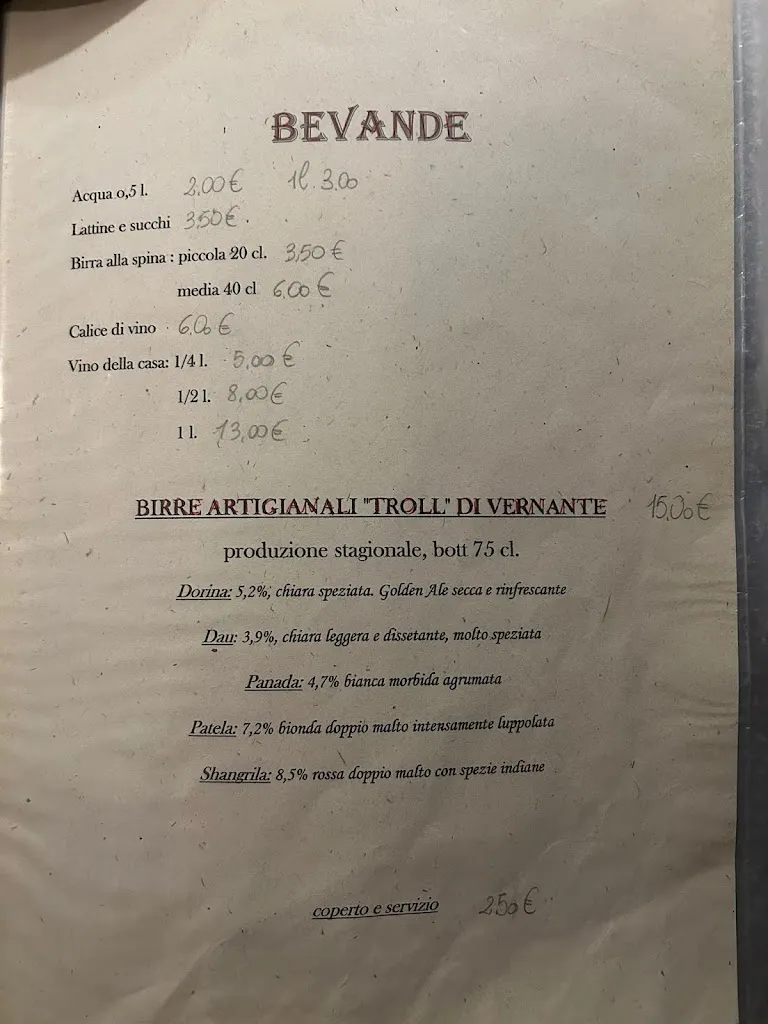 BEVANDE
Acqua 0,5 l. 2.00€ 1l. 3.00
Lattine e succhi 3,50€.
Birra alla spina : piccola 20 cl. 3,50€
media 40 cl 6,00€
Calice di vino 6,00€
Vino della casa: 1/4 l. 5,00€
1/2 l. 8,00€
1 l. 13,00€
BIRRE ARTIGIANALI "TROLL" DI VERNANTE 15,00€
produzione stagionale, bott 75 cl.
Dorina: 5,2%, chiara speziata. Golden Ale secca e rinfrescante
Dau: 3,9%, chiara leggera e dissetante, molto speziata
Panada: 4,7% bianca morbida agrumata
Patela: 7,2% bionda doppio malto intensamente luppolata
Shangrila: 8,5% rossa doppio malto con spezie indiane
coperto e servizio 2,50€